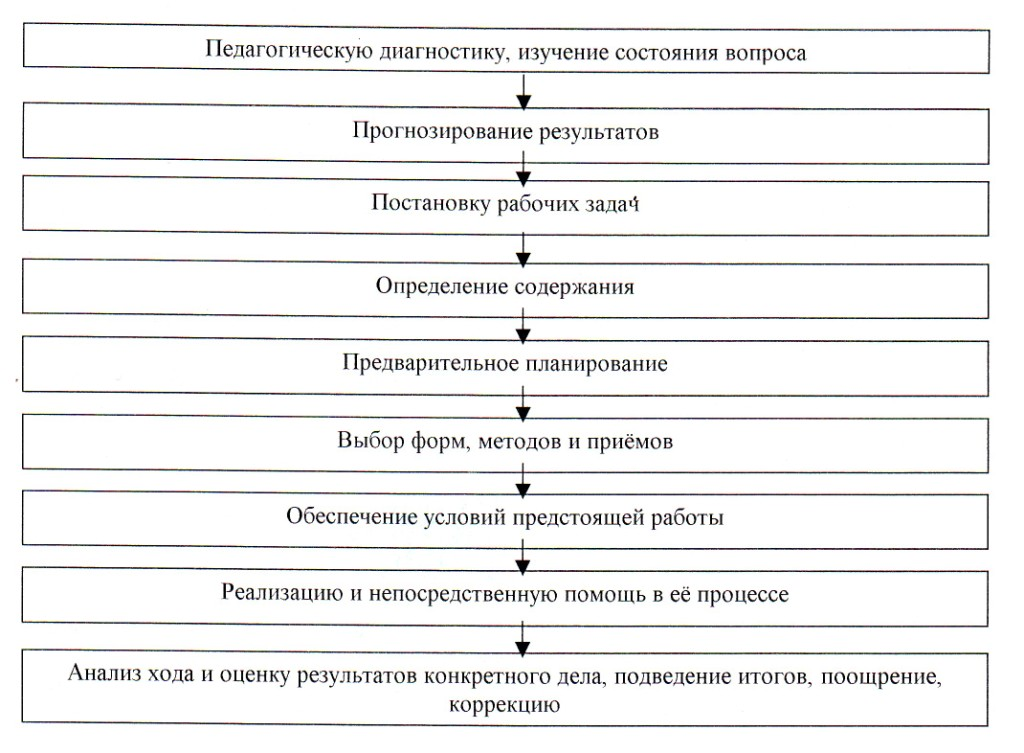 Педагогическую диагностику, изучение состояния вопроса
Прогнозирование результатов
Постановку рабочих задач
Определение содержания
Предварительное планирование
Выбор форм, методов и приёмов
Обеспечение условий предстоящей работы
Реализацию и непосредственную помощь в её процессе
Анализ хода и оценку результатов конкретного дела, подведение итогов, поощрение,
коррекцию